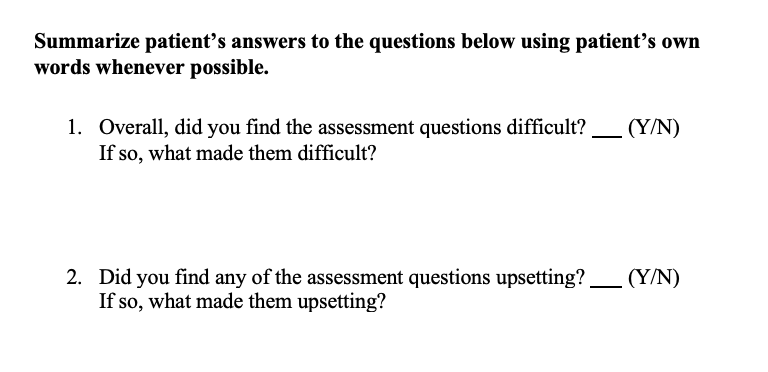 Summarize patient’s answers to the questions below using patient’s own
words whenever possible.
1. Overall, did you find the assessment questions difficult? ___ (Y/N)
If so, what made them difficult?
2. Did you find any of the assessment questions upsetting? ___ (Y/N)
If so, what made them upsetting?